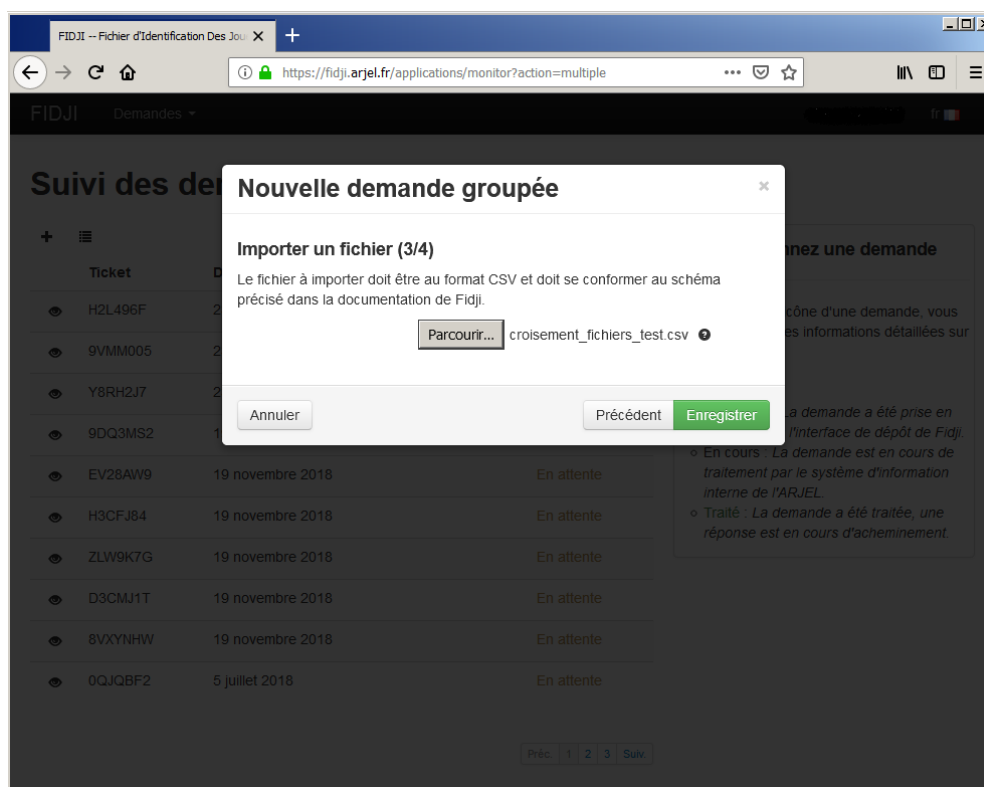 FIDJI -- Fichier d'Identification Des Jou
https://fidji.arjel.fr/applications/monitor?action=multiple
FIDJI Demandes fr
Suivi des de
Nouvelle demande groupée ×
Importer un fichier (3/4)
Le fichier à importer doit être au format CSV et doit se conformer au schéma
précisé dans la documentation de Fidji.
Parcourir... croisement_fichiers_test.csv
Annuler Précédent Enregistrer
Ticket D
H2L496F 2
9VMM005 2
Y8RH2J7 2
9DQ3MS2 1
EV28AW9 19 novembre 2018 En attente
H3CFJ84 19 novembre 2018 En attente
ZLW9K7G 19 novembre 2018 En attente
D3CMJ1T 19 novembre 2018 En attente
8VXYNHW 19 novembre 2018 En attente
0QJQBF2 5 juillet 2018 En attente
Préc. 1 2 3 Suiv.
nnez une demande
cône d'une demande, vous
es informations détaillées sur
a demande a été prise en
l'interface de dépôt de Fidji.
En cours : La demande est en cours de
traitement par le système d'information
interne de l'ARJEL.
Traité : La demande a été traitée, une
réponse est en cours d'acheminement.